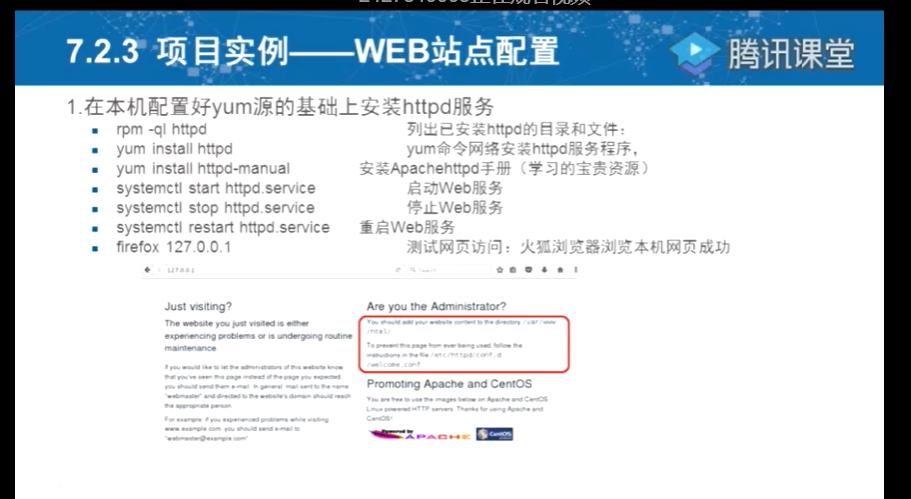 正在观看视频
7.2.3 项目实例——WEB站点配置
腾讯课堂
1.在本机配置好yum源的基础上安装httpd服务
rpm -ql httpd 列出已安装httpd的目录和文件：
yum install httpd yum命令网络安装httpd服务程序，
yum install httpd-manual 安装Apachehttpd手册（学习的宝贵资源）
systemctl start httpd.service 启动Web服务
systemctl stop httpd.service 停止Web服务
systemctl restart httpd.service 重启Web服务
firefox 127.0.0.1 测试网页访问：火狐浏览器浏览本机网页成功
127.0.0.1
Search
Just visiting?
The website you just visited is either
experiencing problems or is undergoing routine
maintenance.
If you would like to let the administrators of this website know
that you've seen this page instead of the page you expected,
you should send them e-mail. In general, mail sent to the name
"webmaster" and directed to the website's domain should reach
the appropriate person.
For example, if you experienced problems while visiting
www.example.com, you should send e-mail to
"webmaster@example.com"
Are you the Administrator?
You should add your website content to the directory /var/www
/html/
To prevent this page from ever being used, follow the
instructions in the file /etc/httpd/conf.d
/welcome.conf
Promoting Apache and CentOS
You are free to use the images below on Apache and CentOS
Linux powered HTTP servers. Thanks for using Apache and
CentOS!
Powered by
APACHE
CentOS